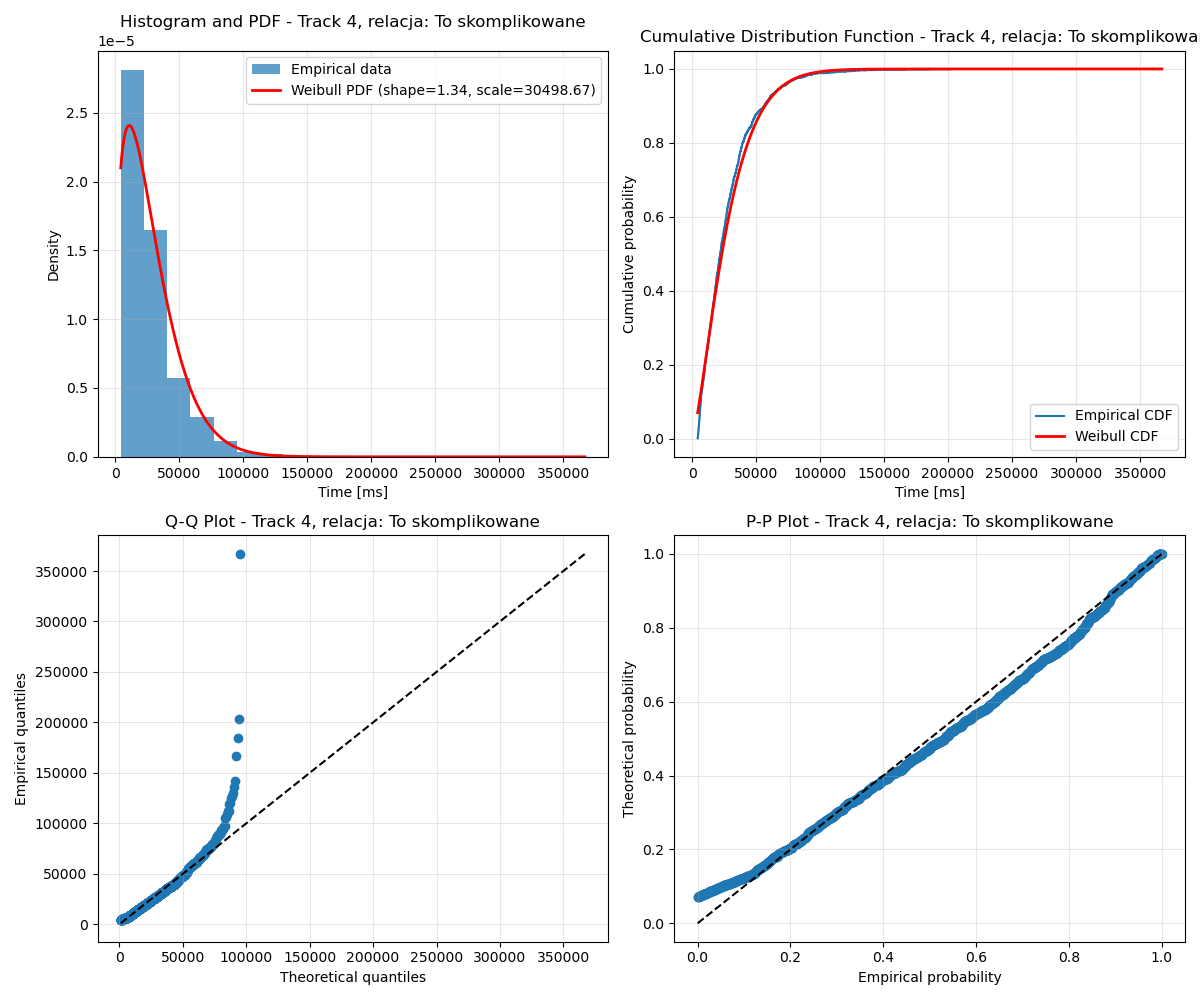 Histogram and PDF - Track 4, relacja: To skomplikowane
1e−5
Empirical data
Weibull PDF (shape=1.34, scale=30498.67)
2.5
2.0
1.5
1.0
0.5
0.0
Density
0 50000 100000 150000 200000 250000 300000 350000
Time [ms]
Cumulative Distribution Function - Track 4, relacja: To skomplikowa
1.0
0.8
0.6
0.4
0.2
0.0
Cumulative probability
Empirical CDF
Weibull CDF
0 50000 100000 150000 200000 250000 300000 350000
Time [ms]
Q-Q Plot - Track 4, relacja: To skomplikowane
350000
300000
250000
200000
150000
100000
50000
0
Empirical quantiles
0 50000 100000 150000 200000 250000 300000 350000
Theoretical quantiles
P-P Plot - Track 4, relacja: To skomplikowane
1.0
0.8
0.6
0.4
0.2
0.0
Theoretical probability
0.0 0.2 0.4 0.6 0.8 1.0
Empirical probability